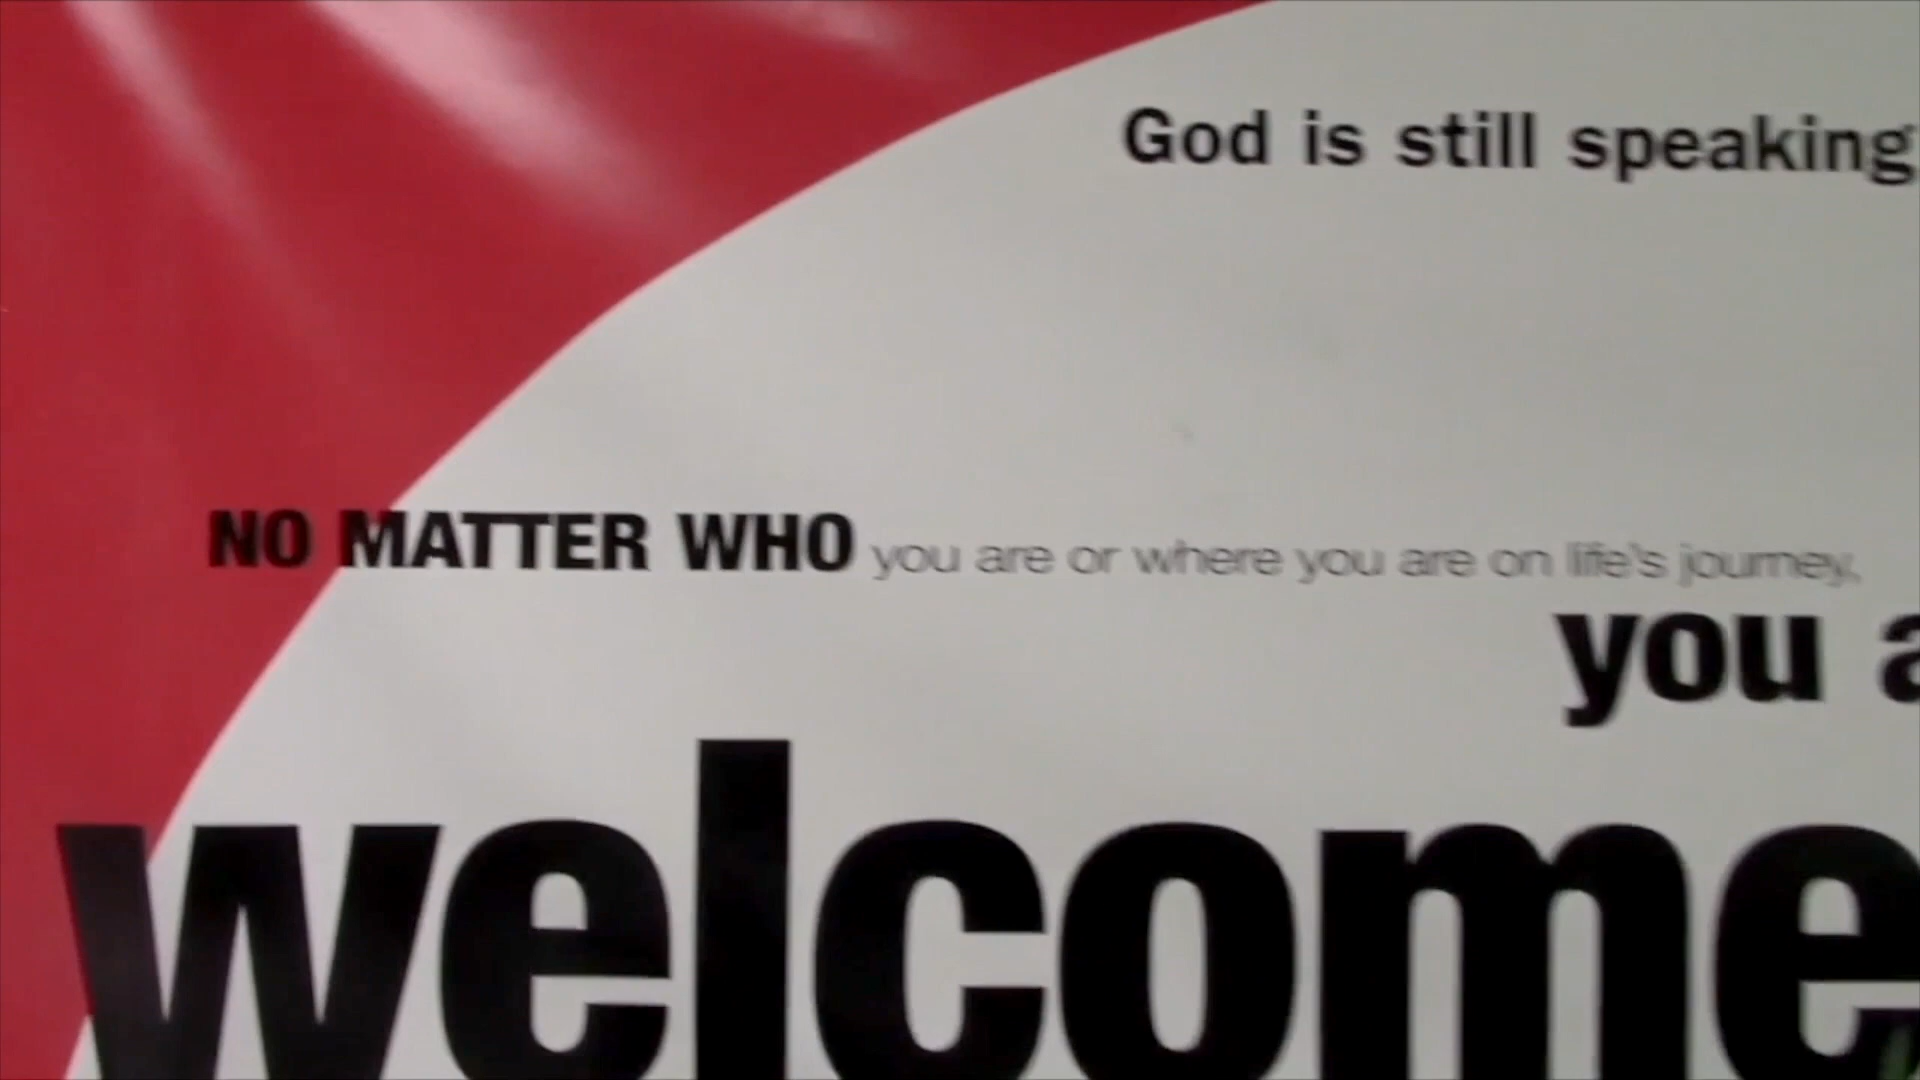 God is still speaking
NO MATTER WHO you are or where you are on life's journey,
you a
welcome